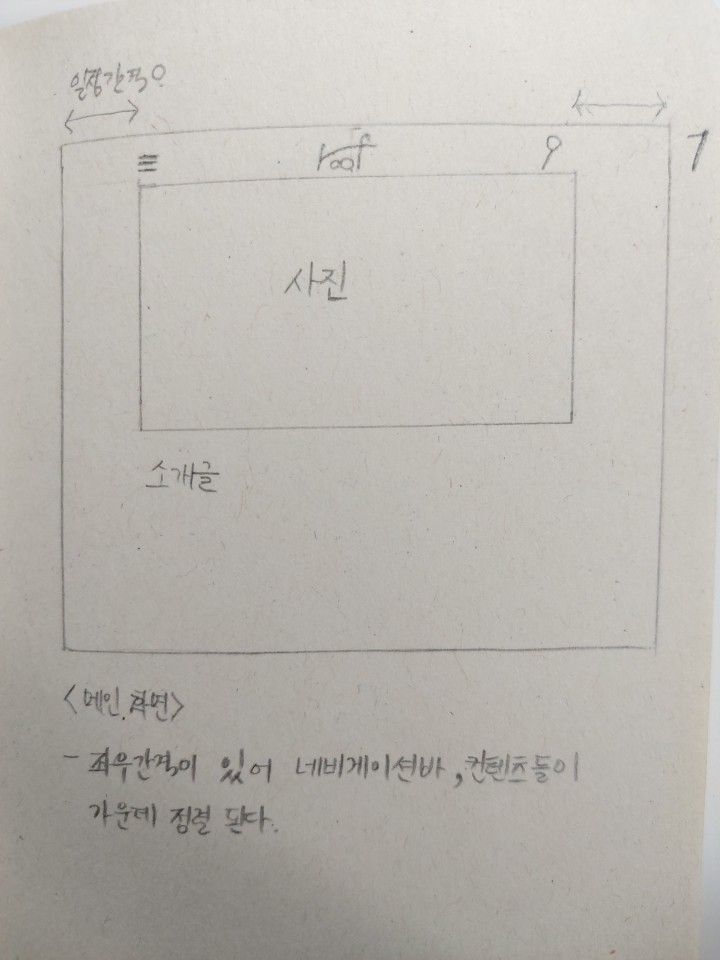 일정간격O
≡ roof
사진
소개글
<메인 화면>
- 좌우간격이 있어 네비게이션바, 컨텐츠들이
가운데 정렬 된다.